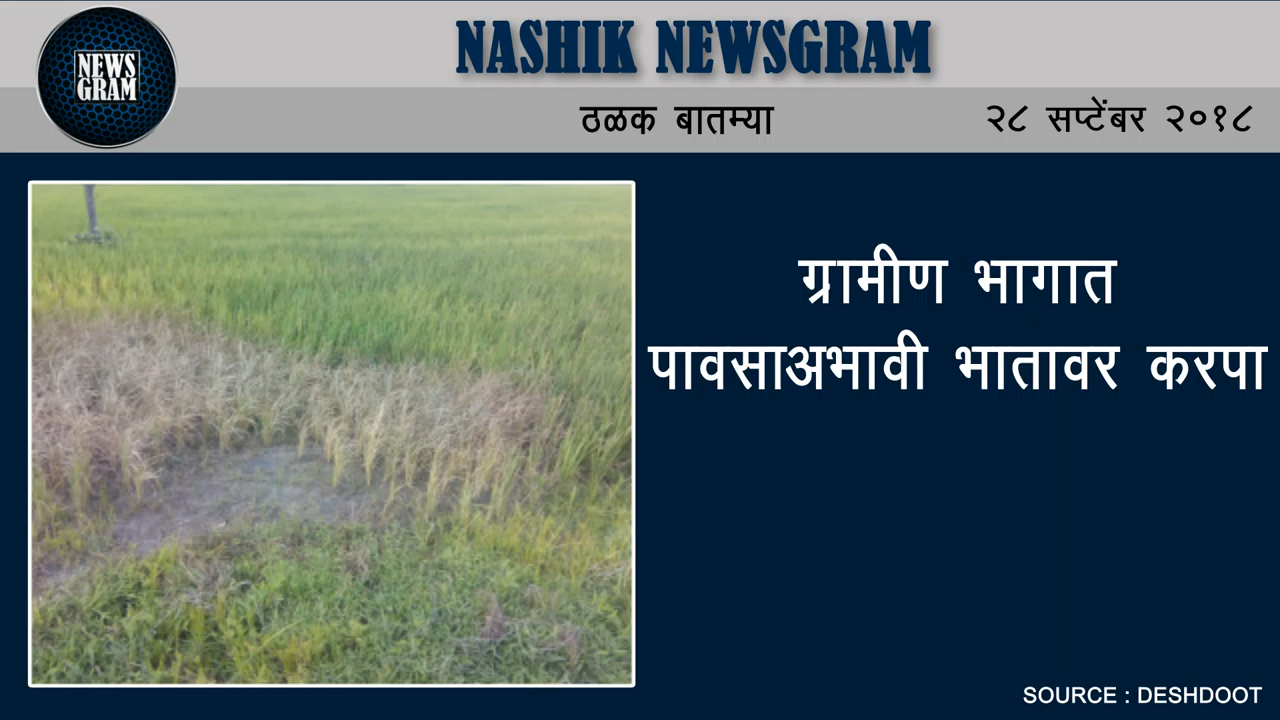 NEWS
GRAM
NASHIK NEWSGRAM
ठळक बातम्या
२८ सप्टेंबर २०१८
ग्रामीण भागात
पावसाअभावी भातावर करपा
SOURCE : DESHDOOT